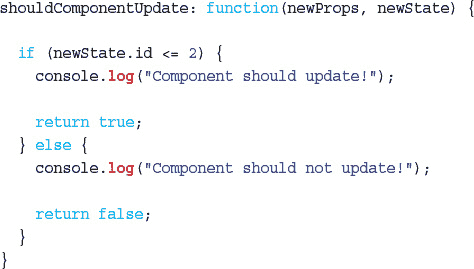 shouldComponentUpdate: function(newProps, newState) {
if (newState.id <= 2) {
console.log("Component should update!");
return true;
} else {
console.log("Component should not update!");
return false;
}
}